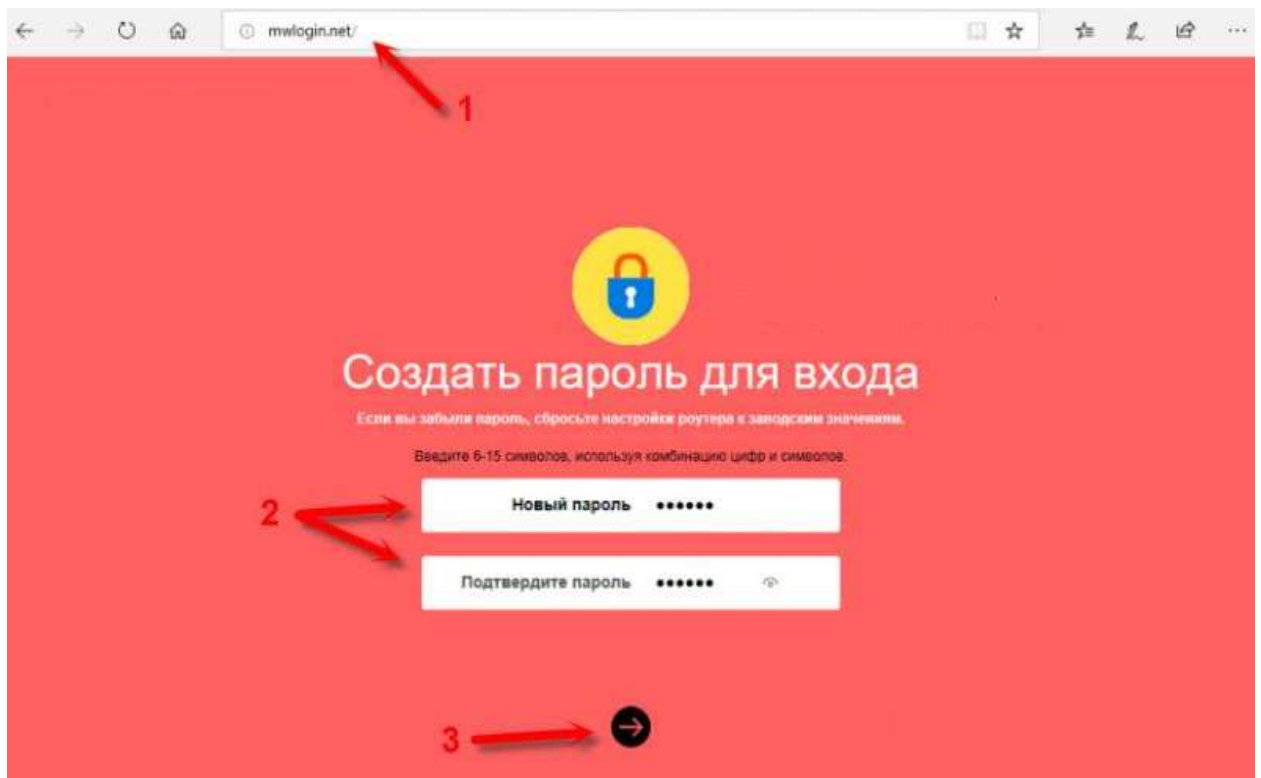 mwlogin.net/
1
Создать пароль для входа
Если вы забыли пароль, сбросьте настройки роутера к заводским значениям.
Введите 6-15 символов, используя комбинацию цифр и символов.
2
Новый пароль ••••••
Подтвердите пароль ••••••
3